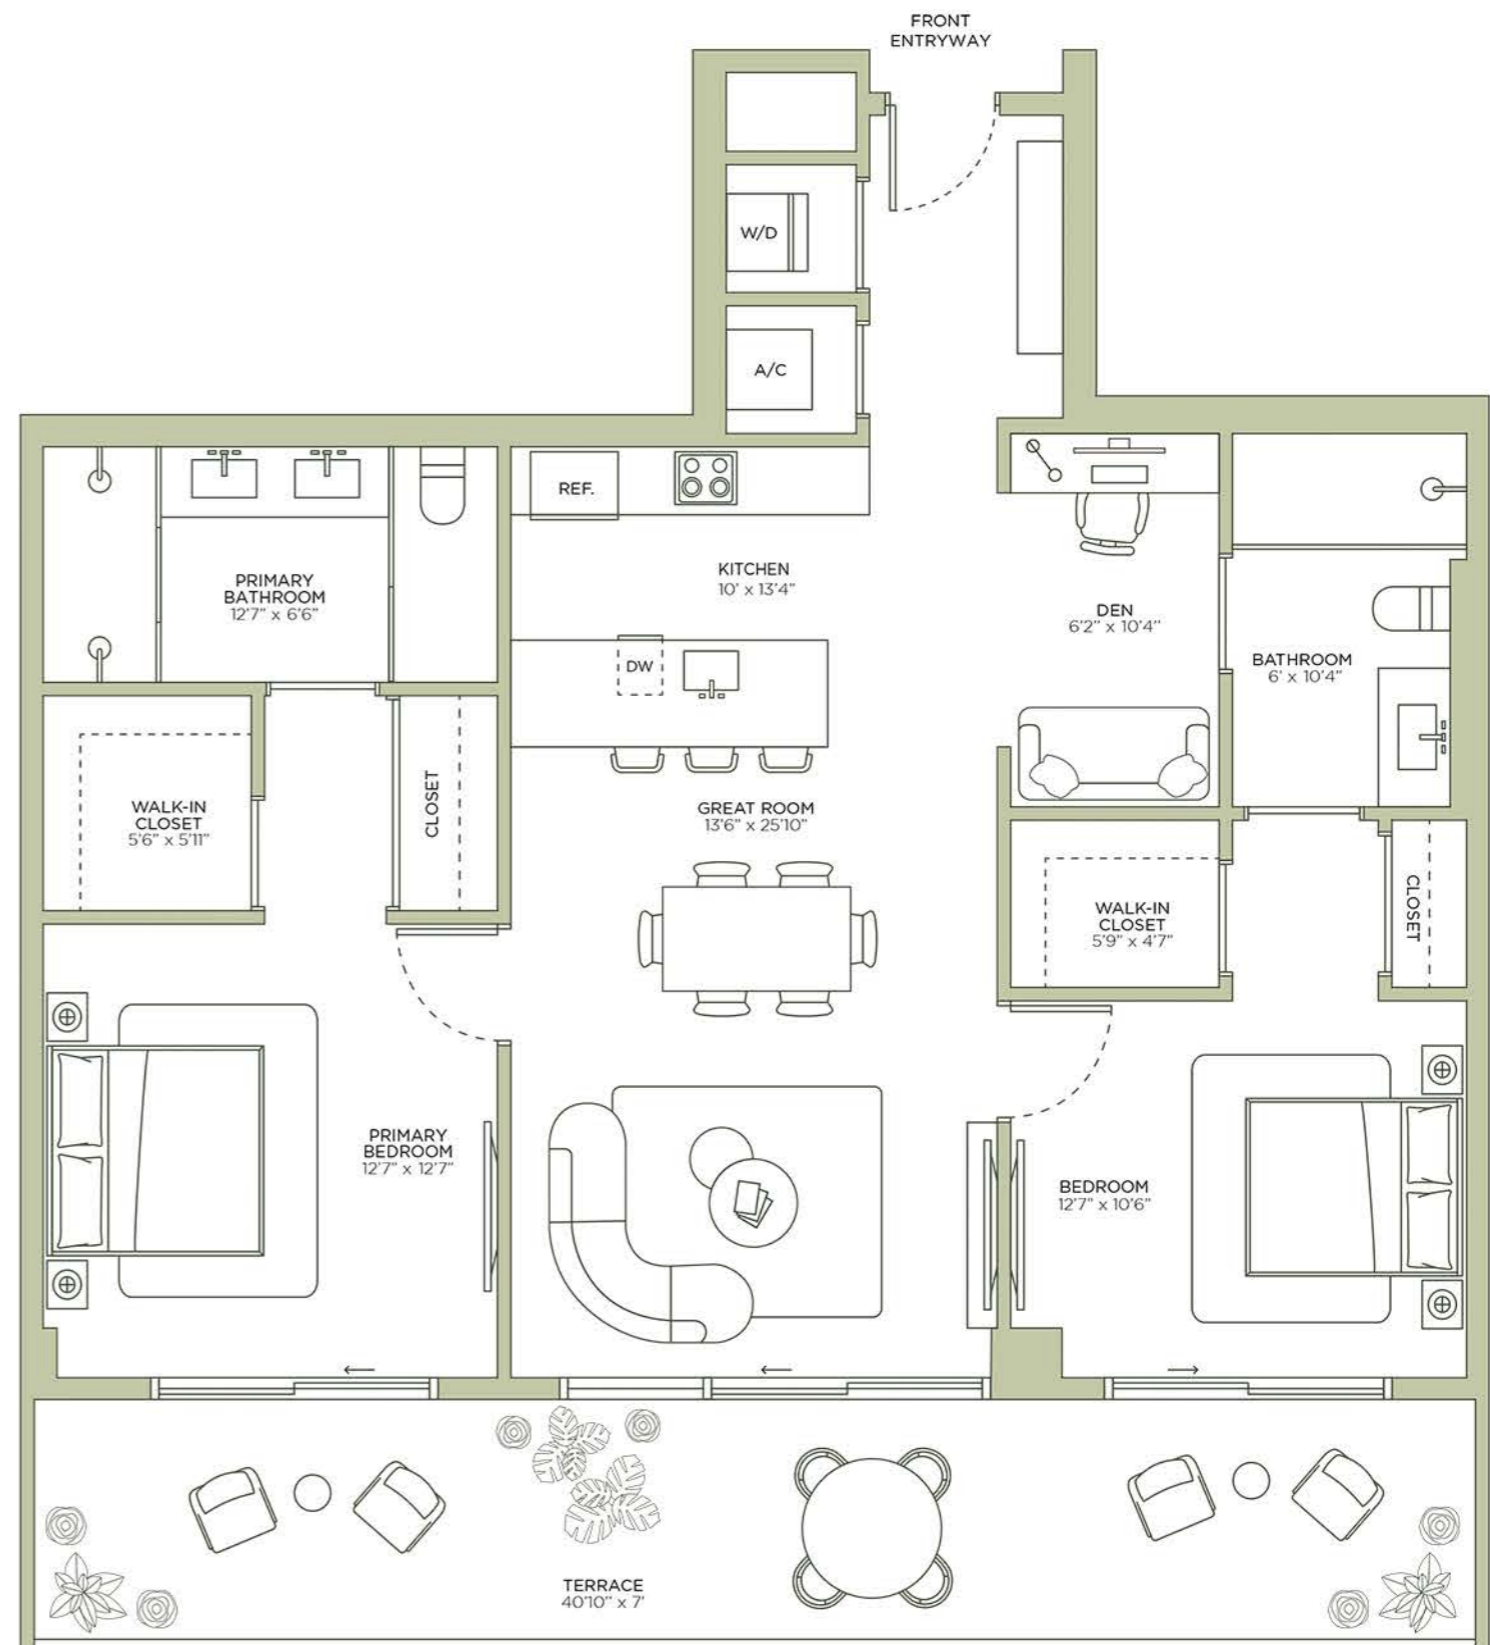 FRONT
ENTRYWAY
W/D
A/C
REF.
KITCHEN
10' x 13'4"
PRIMARY
BATHROOM
12'7" x 6'6"
DEN
6'2" x 10'4"
BATHROOM
6' x 10'4"
DW
WALK-IN
CLOSET
5'6" x 5'11"
CLOSET
GREAT ROOM
13'6" x 25'10"
WALK-IN
CLOSET
5'9" x 4'7"
CLOSET
PRIMARY
BEDROOM
12'7" x 12'7"
BEDROOM
12'7" x 10'6"
TERRACE
40'10" x 7'